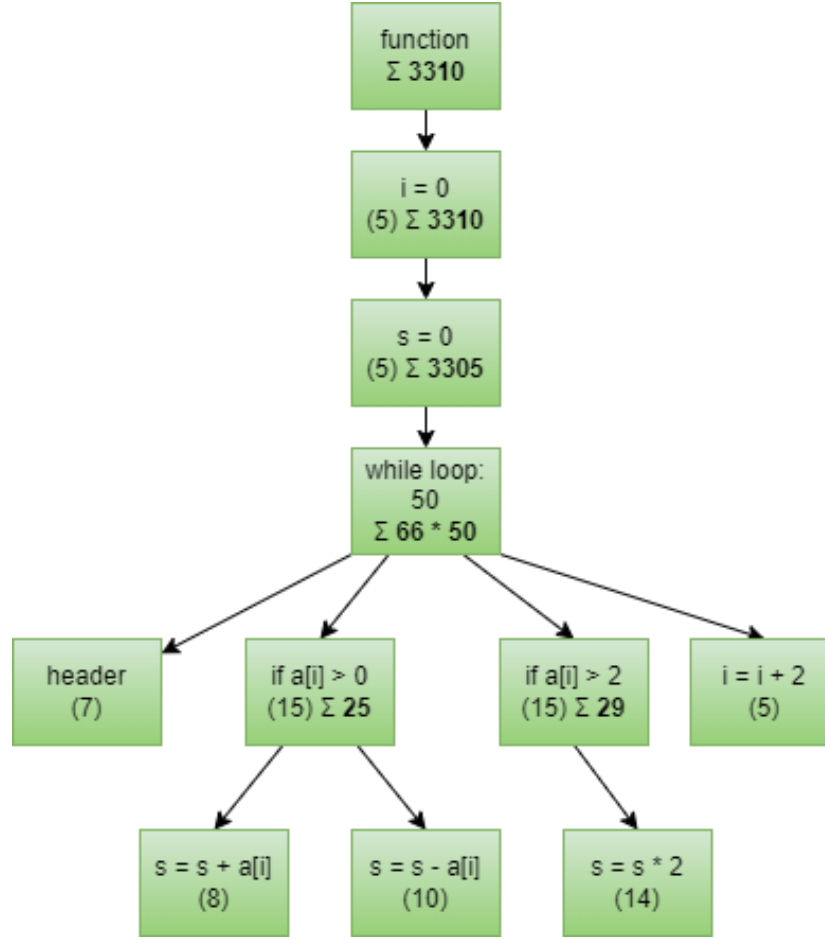 function
Σ 3310
i = 0
(5) Σ 3310
s = 0
(5) Σ 3305
while loop:
50
Σ 66 * 50
header
(7)
if a[i] > 0
(15) Σ 25
if a[i] > 2
(15) Σ 29
i = i + 2
(5)
s = s + a[i]
(8)
s = s - a[i]
(10)
s = s * 2
(14)